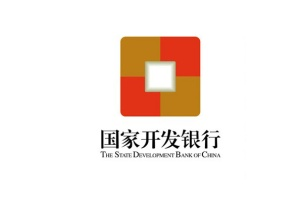 国家开发银行
THE STATE DEVELOPMENT BANK OF CHINA